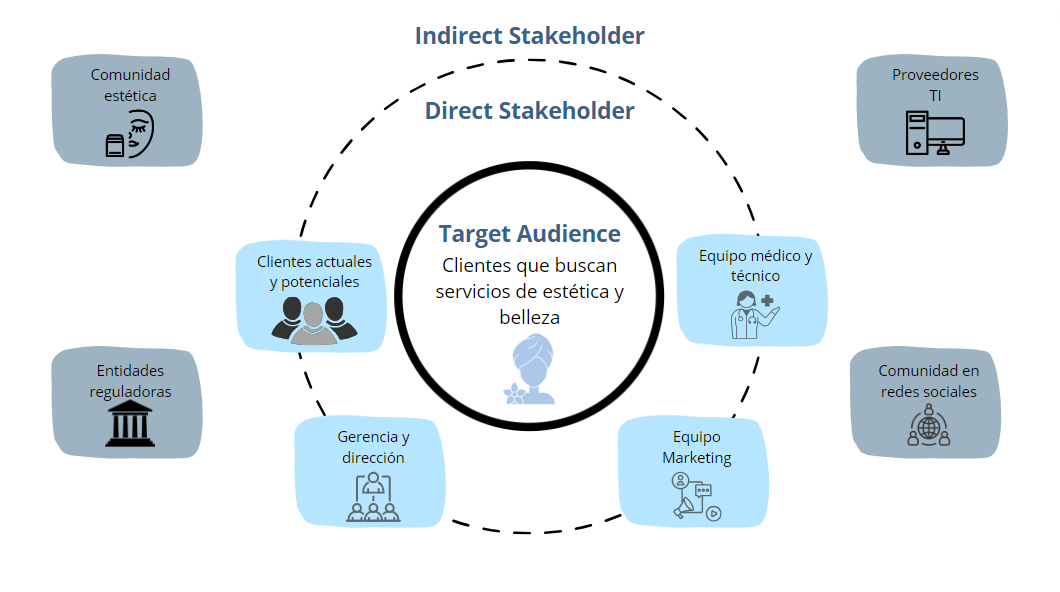 Indirect Stakeholder
Comunidad
estética
Proveedores
TI
Direct Stakeholder
Target Audience
Clientes que buscan
servicios de estética y
belleza
Clientes actuales
y potenciales
Equipo médico y
técnico
Entidades
reguladoras
Comunidad en
redes sociales
Gerencia y
dirección
Equipo
Marketing